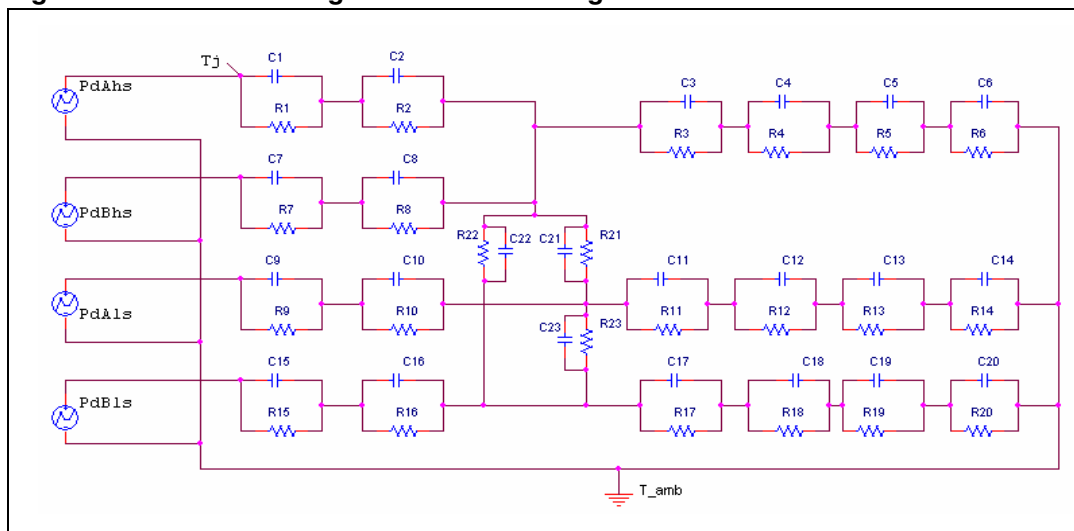 Tj
C1 C2
PdAhs
R1 R2
C3 C4 C5 C6
R3 R4 R5 R6
C7 C8
PdBhs
R7 R8
R22 C22 C21 R21
C9 C10
PdAls
R9 R10
C11 C12 C13 C14
R11 R12 R13 R14
C23 R23
C15 C16
PdBls
R15 R16
C17 C18 C19 C20
R17 R18 R19 R20
T_amb